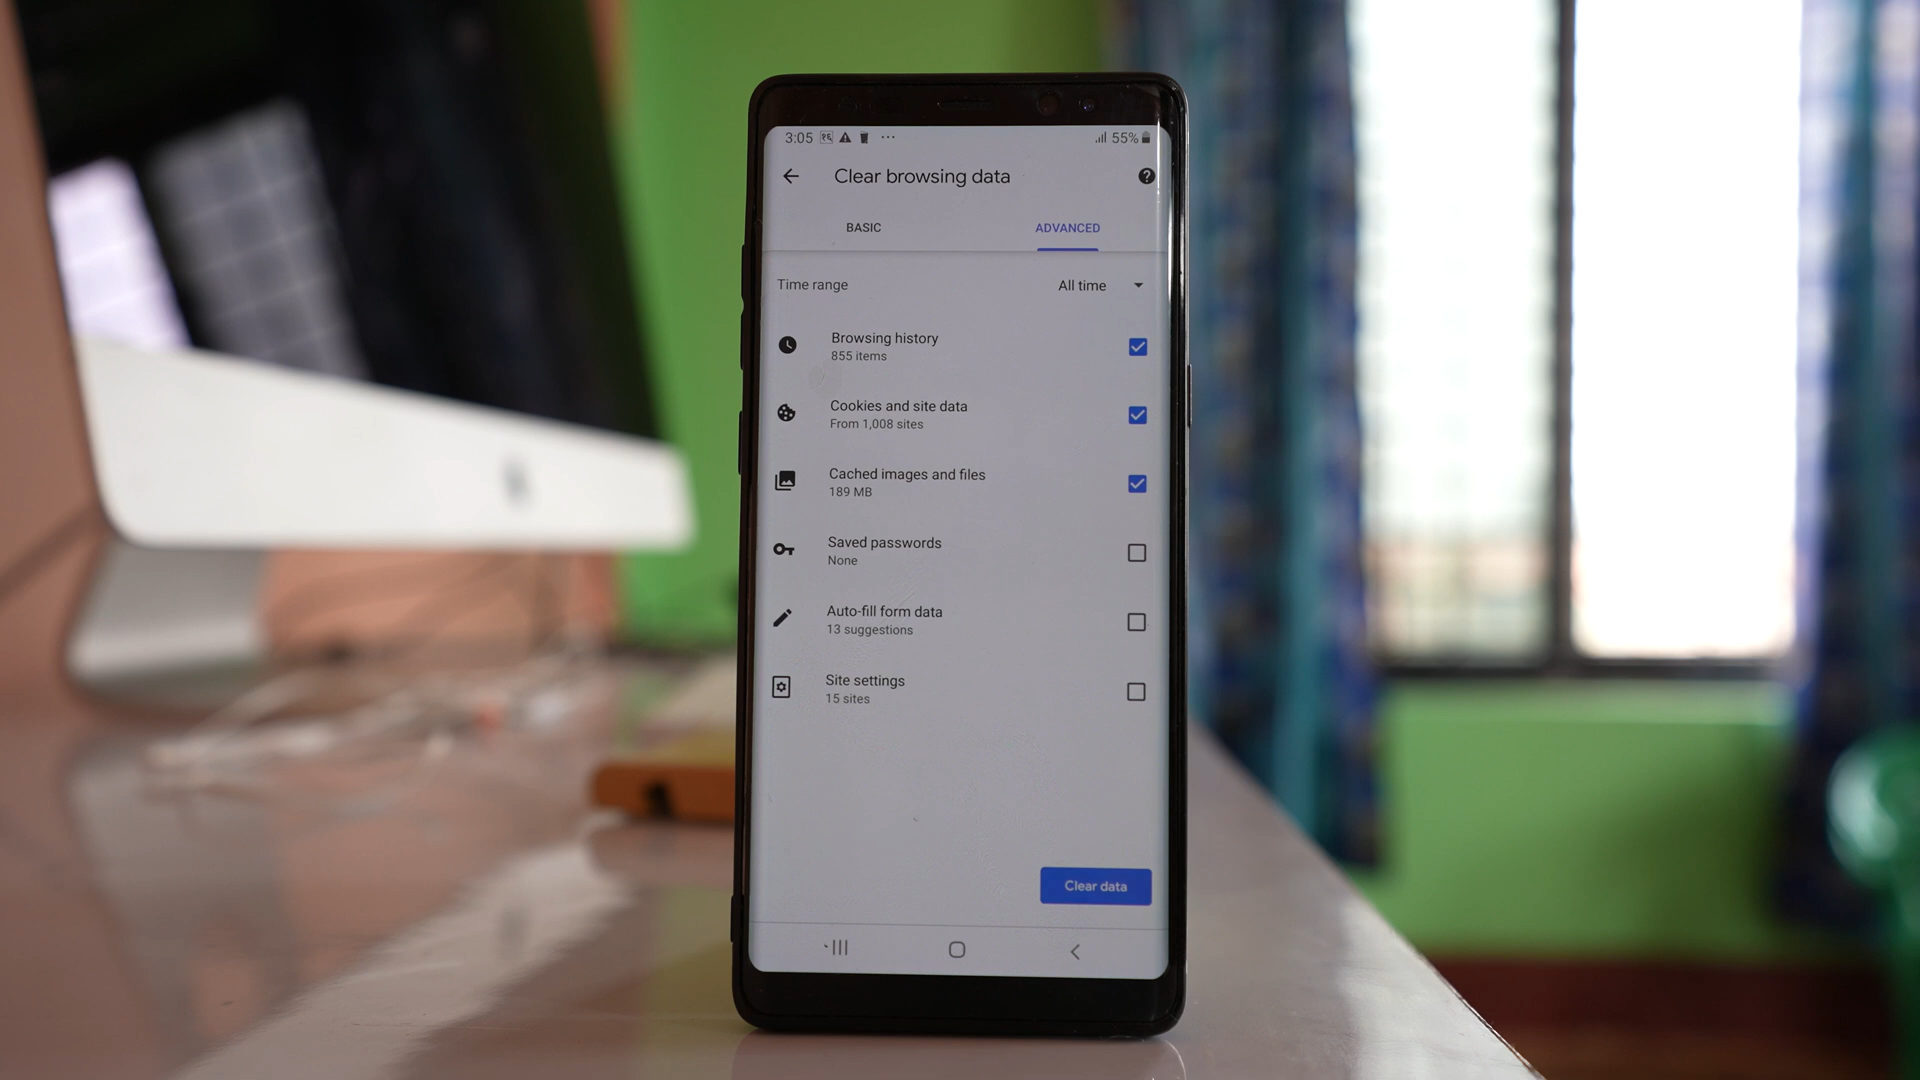 3:05 55%
Clear browsing data
BASIC ADVANCED
Time range All time
Browsing history
855 items
Cookies and site data
From 1,008 sites
Cached images and files
189 MB
Saved passwords
None
Auto-fill form data
13 suggestions
Site settings
15 sites
Clear data